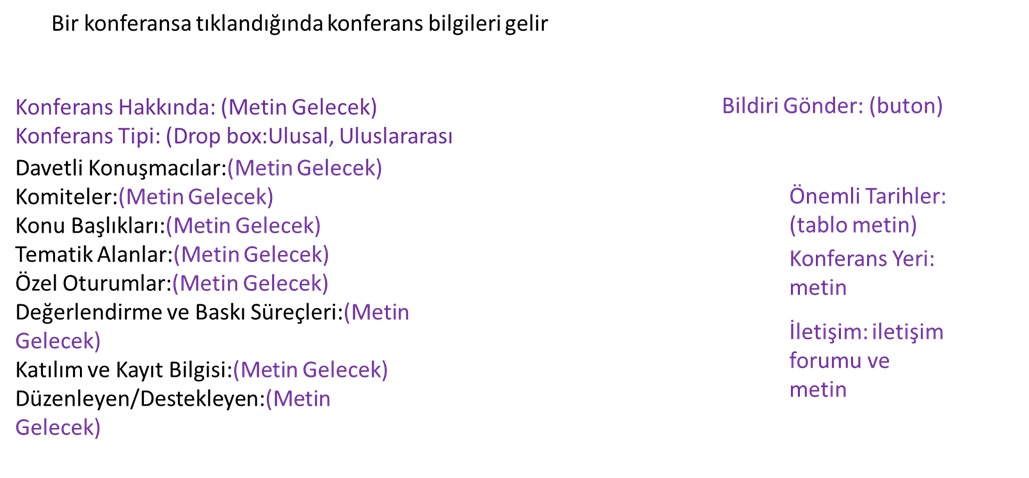 Bir konferansa tıklandığında konferans bilgileri gelir
Konferans Hakkında: (Metin Gelecek)
Konferans Tipi: (Drop box:Ulusal, Uluslararası
Davetli Konuşmacılar:(Metin Gelecek)
Komiteler:(Metin Gelecek)
Konu Başlıkları:(Metin Gelecek)
Tematik Alanlar:(Metin Gelecek)
Özel Oturumlar:(Metin Gelecek)
Değerlendirme ve Baskı Süreçleri:(Metin
Gelecek)
Katılım ve Kayıt Bilgisi:(Metin Gelecek)
Düzenleyen/Destekleyen:(Metin
Gelecek)
Bildiri Gönder: (buton)
Önemli Tarihler:
(tablo metin)
Konferans Yeri:
metin
İletişim: iletişim
forumu ve
metin